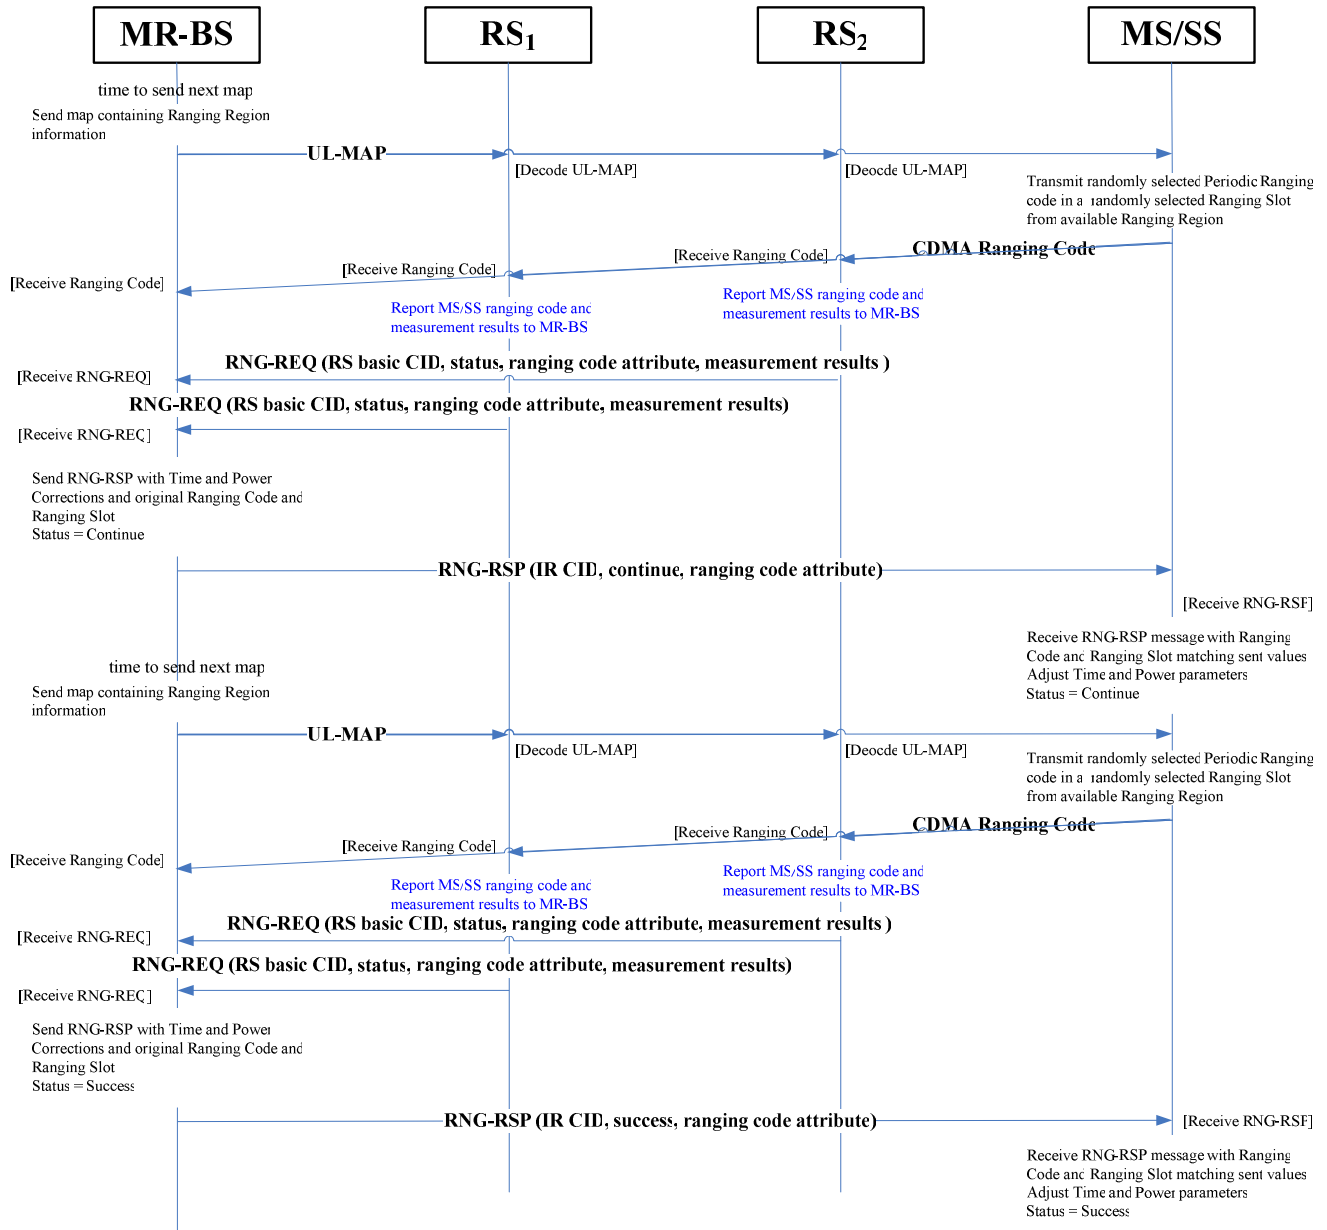 MR-BS RS1 RS2 MS/SS
time to send next map
Send map containing Ranging Region
information
UL-MAP
[Decode UL-MAP]
[Deocde UL-MAP]
Transmit randomly selected Periodic Ranging
code in a randomly selected Ranging Slot
from available Ranging Region
CDMA Ranging Code
[Receive Ranging Code]
[Receive Ranging Code]
[Receive Ranging Code]
Report MS/SS ranging code and
measurement results to MR-BS
Report MS/SS ranging code and
measurement results to MR-BS
RNG-REQ (RS basic CID, status, ranging code attribute, measurement results )
[Receive RNG-REQ]
RNG-REQ (RS basic CID, status, ranging code attribute, measurement results)
[Receive RNG-REQ]
Send RNG-RSP with Time and Power
Corrections and original Ranging Code and
Ranging Slot
Status = Continue
RNG-RSP (IR CID, continue, ranging code attribute)
[Receive RNG-RSP]
Receive RNG-RSP message with Ranging
Code and Ranging Slot matching sent values
Adjust Time and Power parameters
Status = Continue
time to send next map
Send map containing Ranging Region
information
UL-MAP
[Decode UL-MAP]
[Deocde UL-MAP]
Transmit randomly selected Periodic Ranging
code in a randomly selected Ranging Slot
from available Ranging Region
CDMA Ranging Code
[Receive Ranging Code]
[Receive Ranging Code]
[Receive Ranging Code]
Report MS/SS ranging code and
measurement results to MR-BS
Report MS/SS ranging code and
measurement results to MR-BS
RNG-REQ (RS basic CID, status, ranging code attribute, measurement results )
[Receive RNG-REQ]
RNG-REQ (RS basic CID, status, ranging code attribute, measurement results)
[Receive RNG-REQ]
Send RNG-RSP with Time and Power
Corrections and original Ranging Code and
Ranging Slot
Status = Success
RNG-RSP (IR CID, success, ranging code attribute)
[Receive RNG-RSP]
Receive RNG-RSP message with Ranging
Code and Ranging Slot matching sent values
Adjust Time and Power parameters
Status = Success